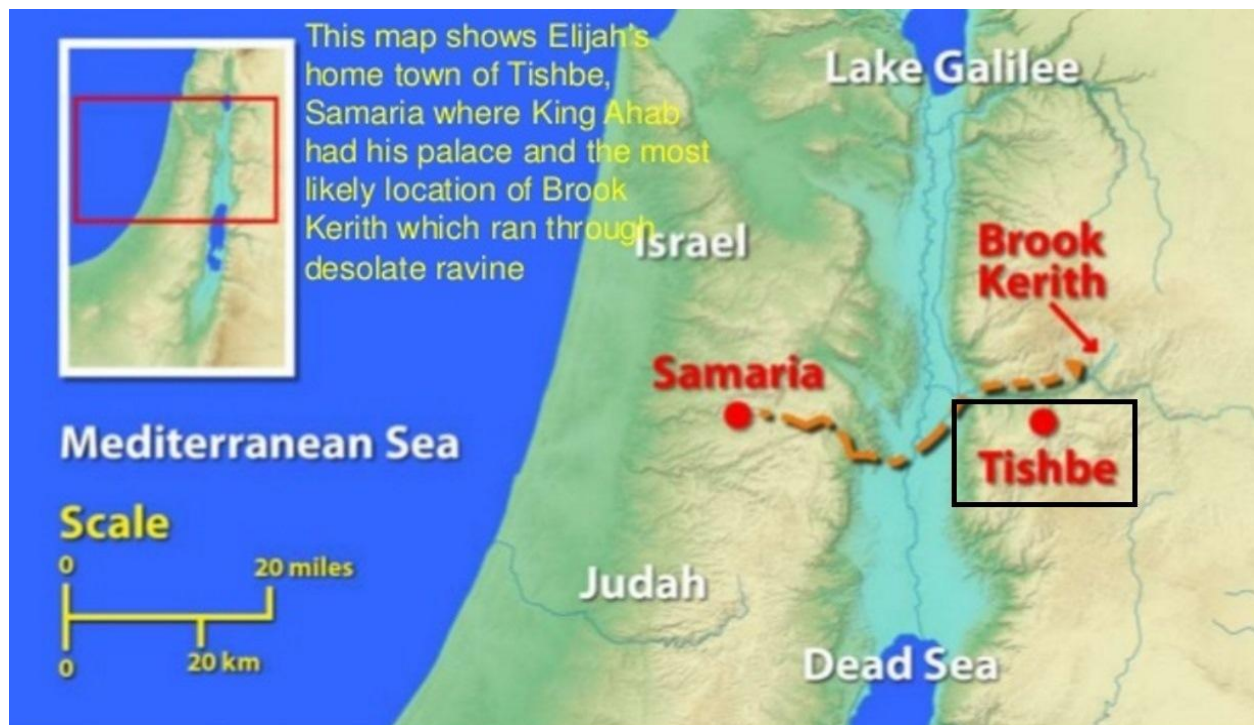 This map shows Elijah's
home town of Tishbe,
Samaria where King Ahab
had his palace and the most
likely location of Brook
Kerith which ran through
desolate ravine
Lake Galilee
Israel
Brook
Kerith
Samaria
Tishbe
Mediterranean Sea
Scale
0
20 miles
0
20 km
Judah
Dead Sea